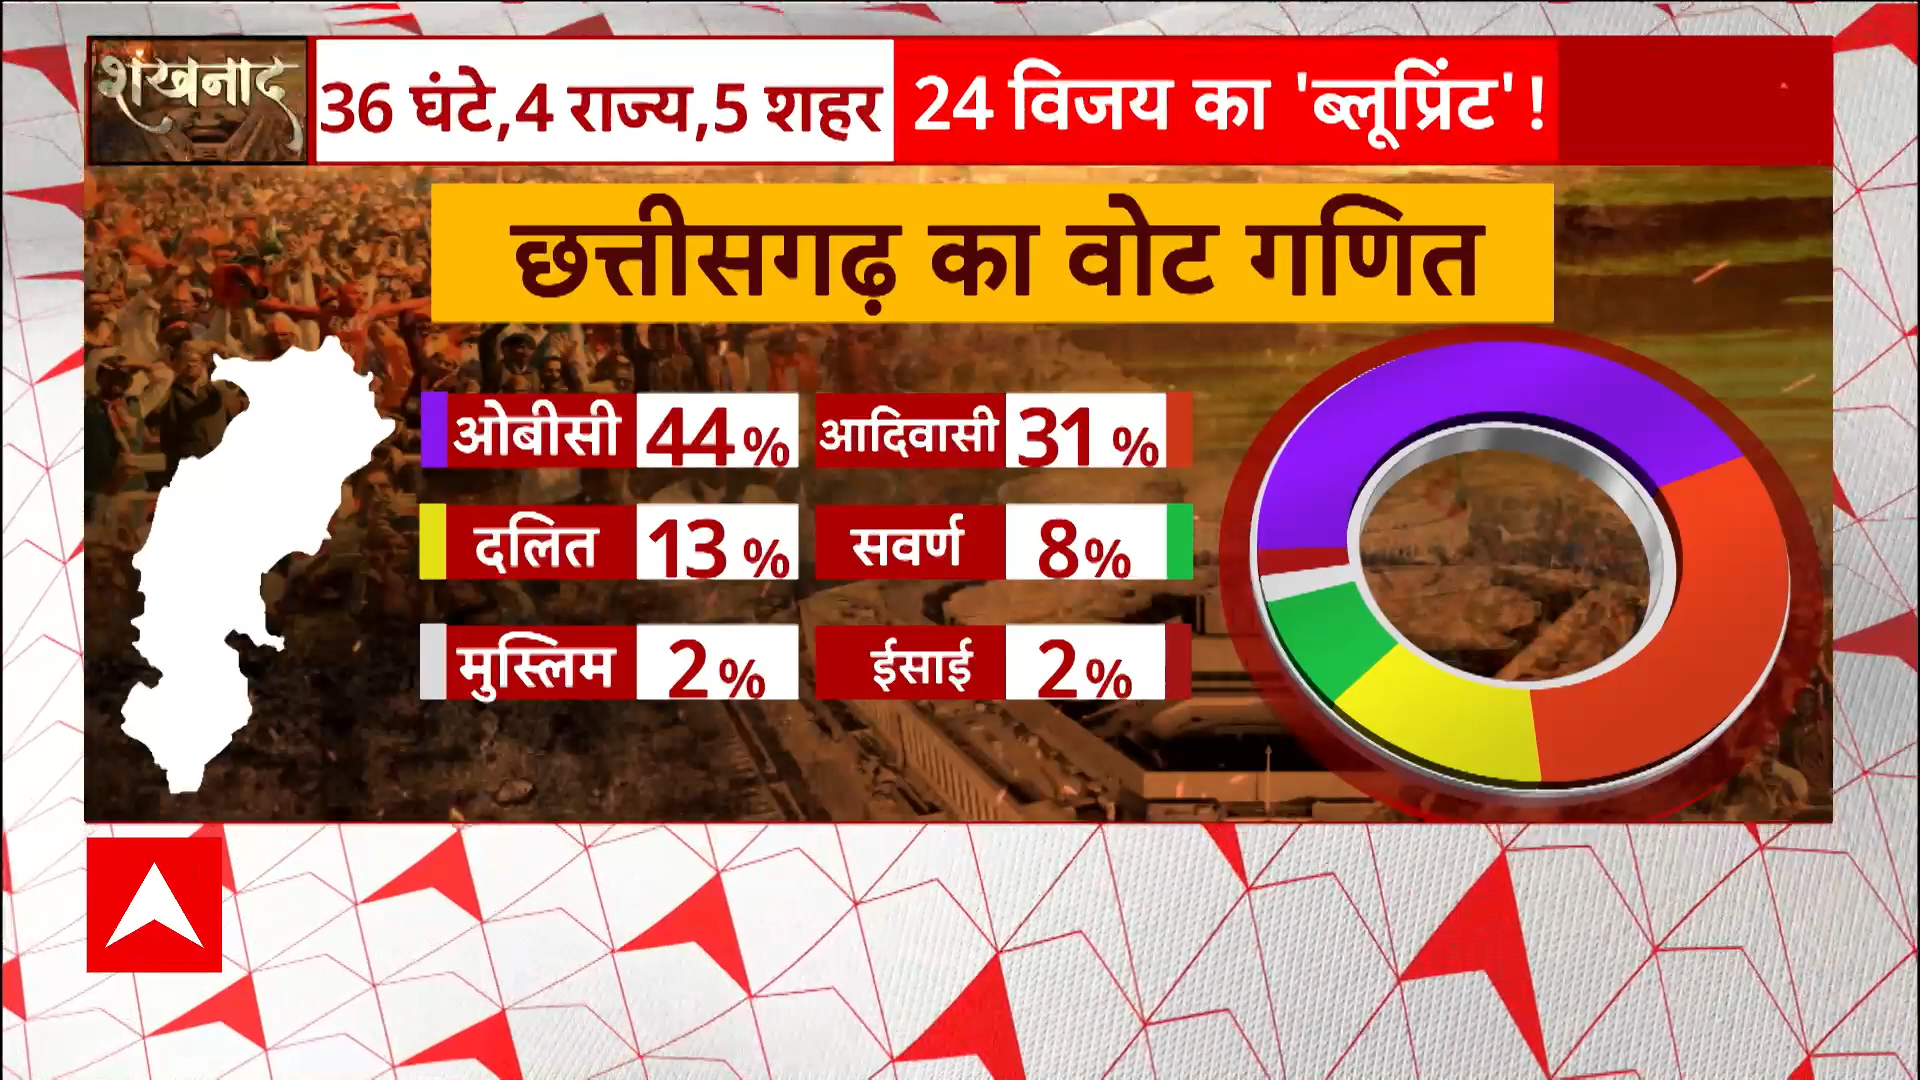 शंखनाद
36 घंटे,4 राज्य,5 शहर
24 विजय का 'ब्लूप्रिंट'!
छत्तीसगढ़ का वोट गणित
ओबीसी 44% आदिवासी 31%
दलित 13% सवर्ण 8%
मुस्लिम 2% ईसाई 2%